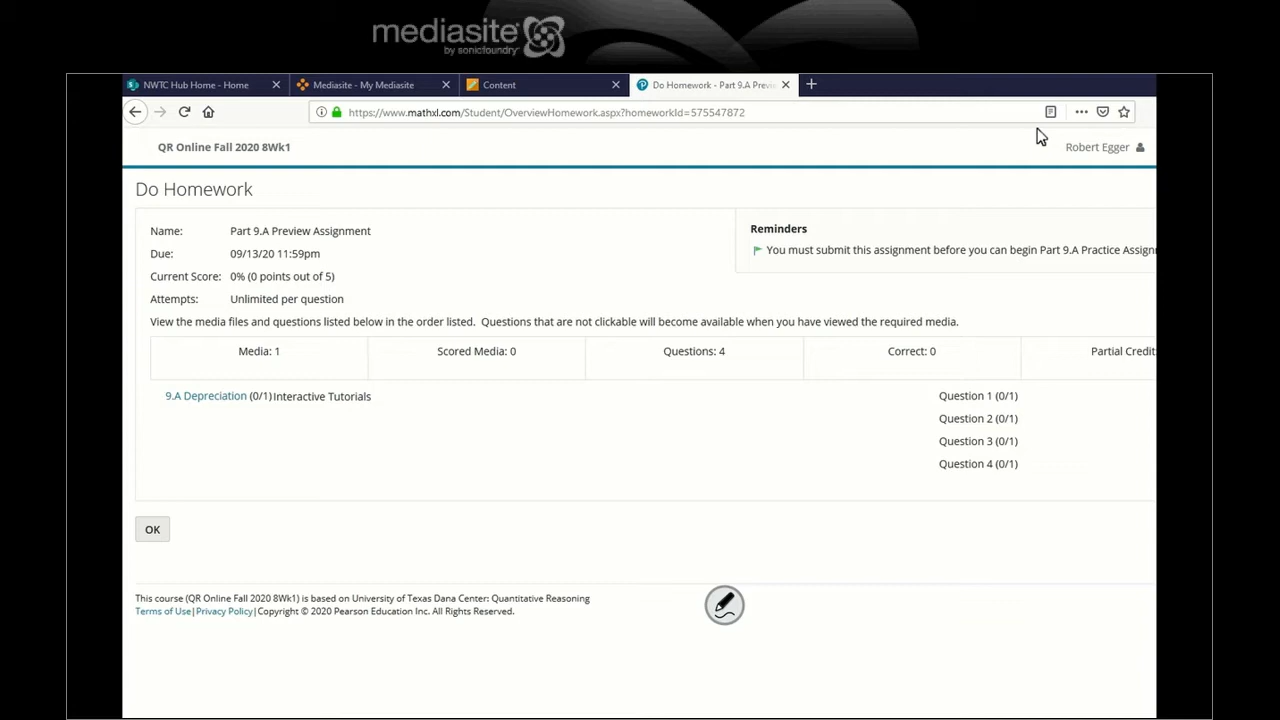 mediasite
by sonicfoundry
NWTC Hub Home - Home
Mediasite - My Mediasite
Content
Do Homework - Part 9.A Previ
https://www.mathxl.com/Student/OverviewHomework.aspx?homeworkId=575547872
QR Online Fall 2020 8Wk1
Robert Egger
Do Homework
Name: Part 9.A Preview Assignment
Due: 09/13/20 11:59pm
Current Score: 0% (0 points out of 5)
Attempts: Unlimited per question
Reminders
You must submit this assignment before you can begin Part 9.A Practice Assign
View the media files and questions listed below in the order listed. Questions that are not clickable will become available when you have viewed the required media.
Media: 1 Scored Media: 0 Questions: 4 Correct: 0 Partial Credit:
9.A Depreciation (0/1) Interactive Tutorials
Question 1 (0/1)
Question 2 (0/1)
Question 3 (0/1)
Question 4 (0/1)
OK
This course (QR Online Fall 2020 8Wk1) is based on University of Texas Dana Center: Quantitative Reasoning
Terms of Use | Privacy Policy | Copyright © 2020 Pearson Education Inc. All Rights Reserved.